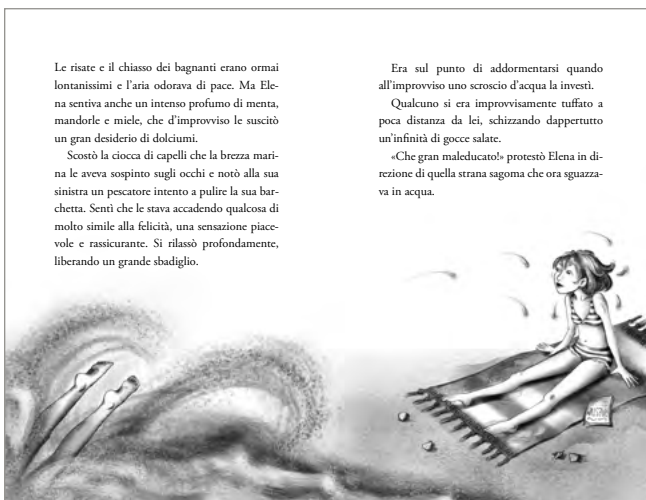 Le risate e il chiasso dei bagnanti erano ormai
lontanissimi e l'aria odorava di pace. Ma Ele-
na sentiva anche un intenso profumo di menta,
mandorle e miele, che d'improvviso le suscitò
un gran desiderio di dolciumi.
Scostò la ciocca di capelli che la brezza mari-
na le aveva sospinto sugli occhi e notò alla sua
sinistra un pescatore intento a pulire la sua bar-
chetta. Sentì che le stava accadendo qualcosa di
molto simile alla felicità, una sensazione piace-
vole e rassicurante. Si rilassò profondamente,
liberando un grande sbadiglio.
Era sul punto di addormentarsi quando
all'improvviso uno scroscio d'acqua la investì.
Qualcuno si era improvvisamente tuffato a
poca distanza da lei, schizzando dappertutto
un'infinità di gocce salate.
«Che gran maleducato!» protestò Elena in di-
rezione di quella strana sagoma che ora sguazza-
va in acqua.